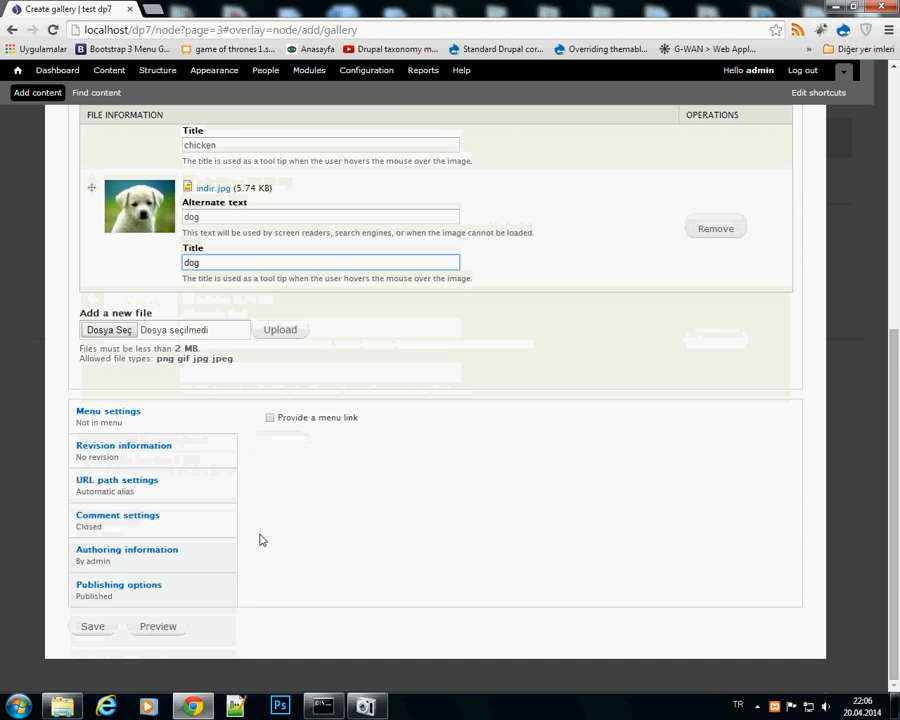 Create gallery | test dp7
localhost/dp7/node?page=3#overlay=node/add/gallery
Uygulamalar
Bootstrap 3 Menu G...
game of thrones 1.s...
Anasayfa
Drupal taxonomy m...
Standard Drupal cor...
Overriding themabl...
G-WAN > Web Appl...
»
Diğer yer imleri
Dashboard
Content
Structure
Appearance
People
Modules
Configuration
Reports
Help
Hello admin
Log out
Add content
Find content
Edit shortcuts
FILE INFORMATION
OPERATIONS
Title
chicken
The title is used as a tool tip when the user hovers the mouse over the image.
indir.jpg (5.74 KB)
Alternate text
dog
This text will be used by screen readers, search engines, or when the image cannot be loaded.
Remove
Title
dog
The title is used as a tool tip when the user hovers the mouse over the image.
Add a new file
Dosya Seç Dosya seçilmedi
Upload
Files must be less than 2 MB.
Allowed file types: png gif jpg jpeg.
Menu settings
Not in menu
Provide a menu link
Revision information
No revision
URL path settings
Automatic alias
Comment settings
Closed
Authoring information
By admin
Publishing options
Published
Save
Preview
Ps
TR
22:06
20.04.2014